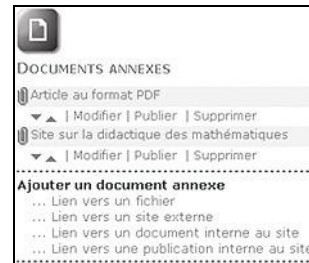 DOCUMENTS ANNEXES
Article au format PDF
| Modifier | Publier | Supprimer
Site sur la didactique des mathématiques
| Modifier | Publier | Supprimer
Ajouter un document annexe
... Lien vers un fichier
... Lien vers un site externe
... Lien vers un document interne au site
... Lien vers une publication interne au site